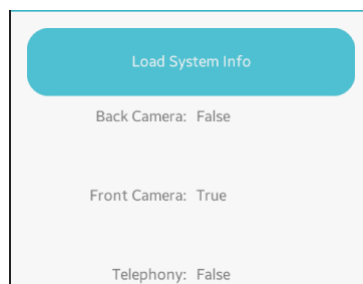 Load System Info
Back Camera: False
Front Camera: True
Telephony: False